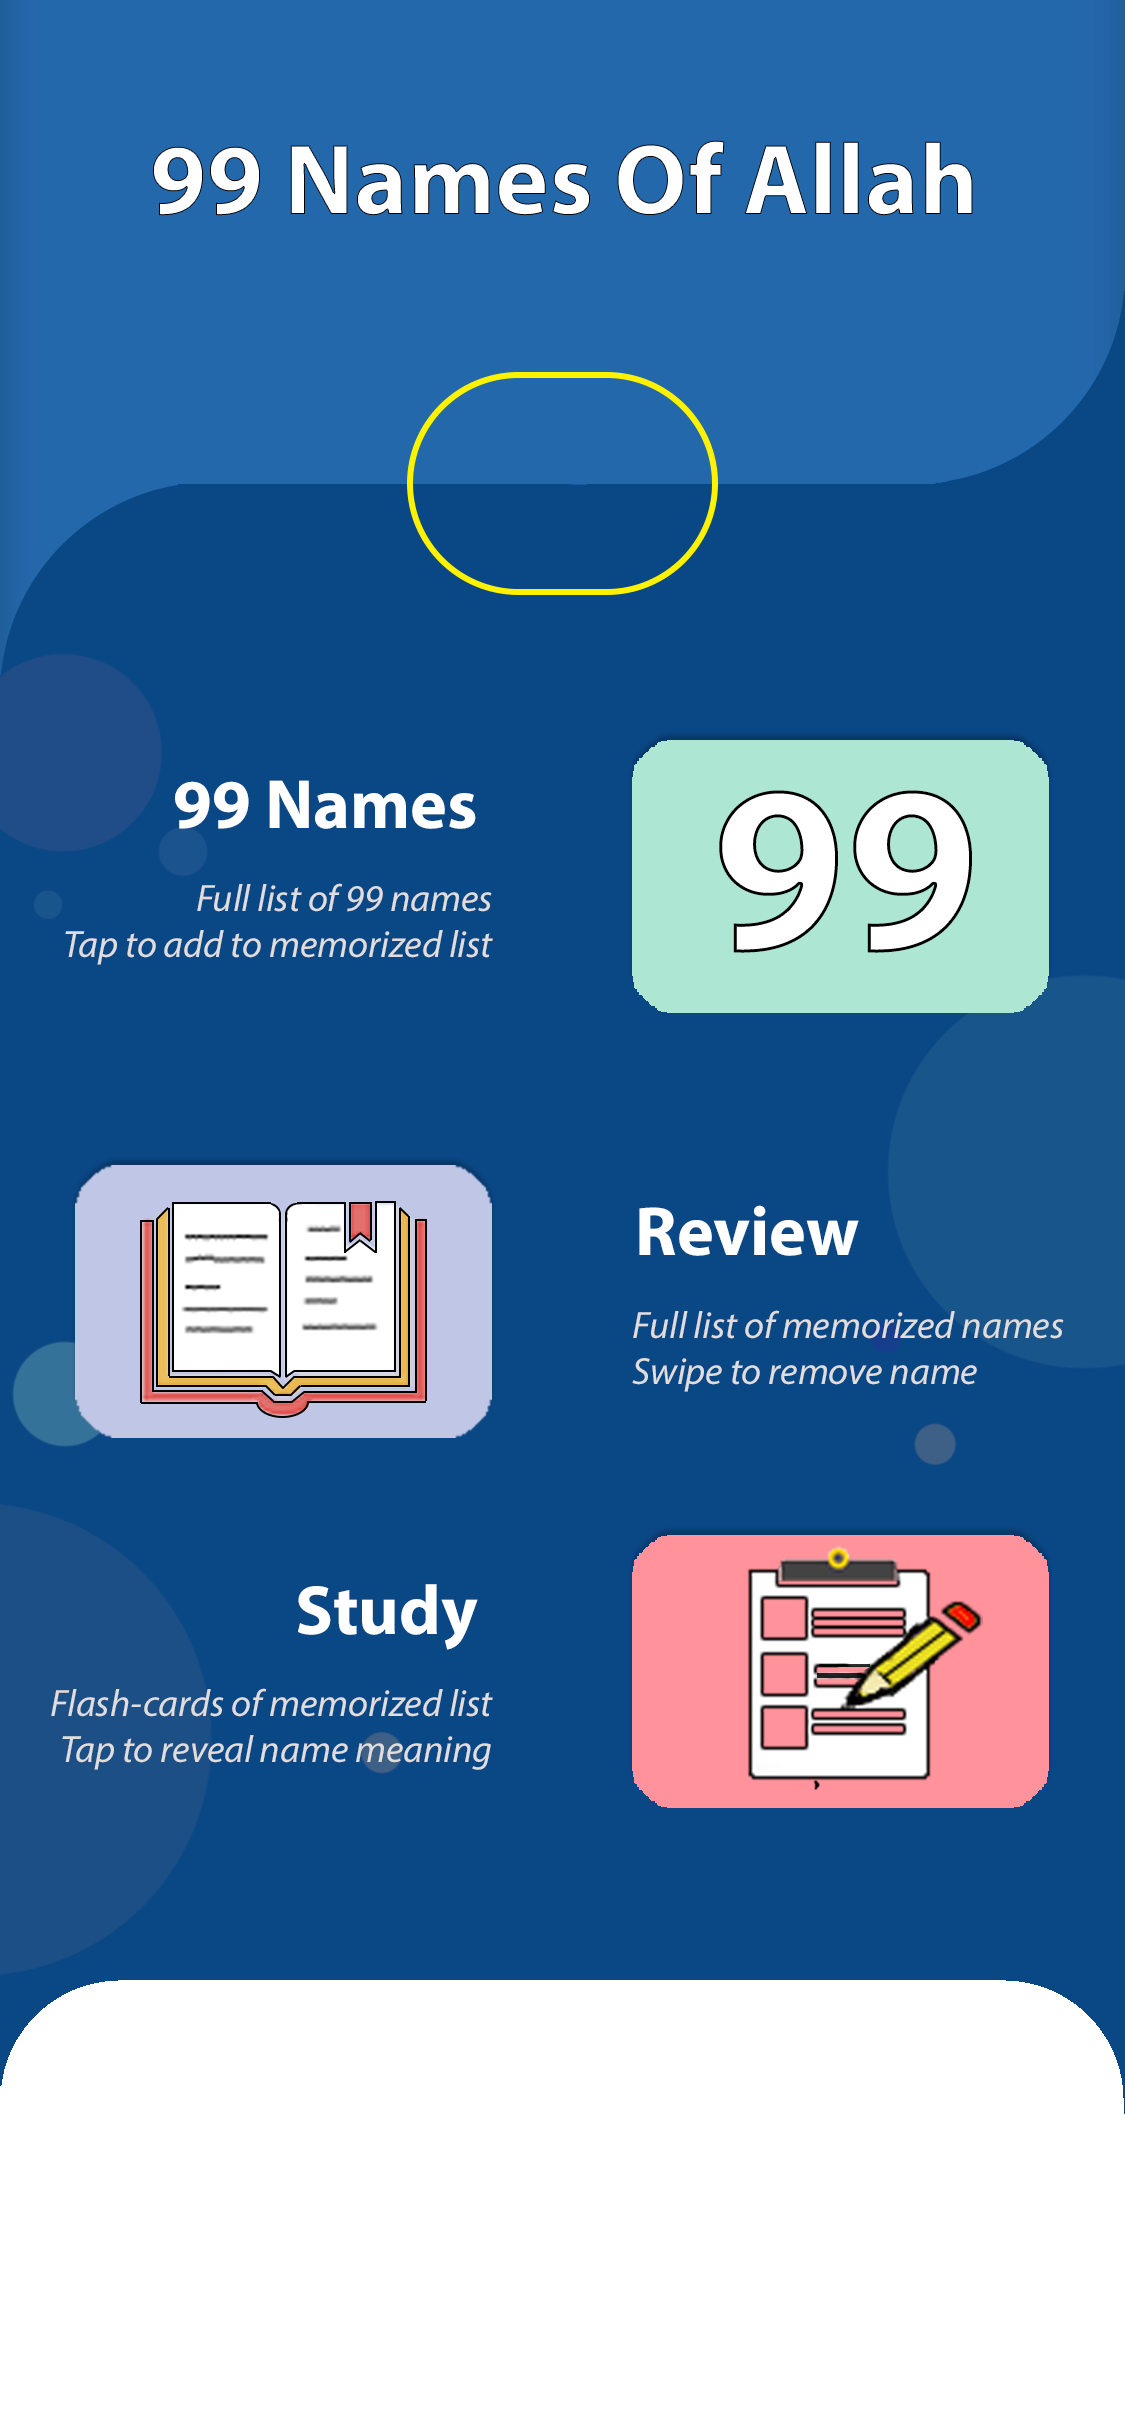 99 Names Of Allah
99 Names
Full list of 99 names
Tap to add to memorized list
99
Review
Full list of memorized names
Swipe to remove name
Study
Flash-cards of memorized list
Tap to reveal name meaning